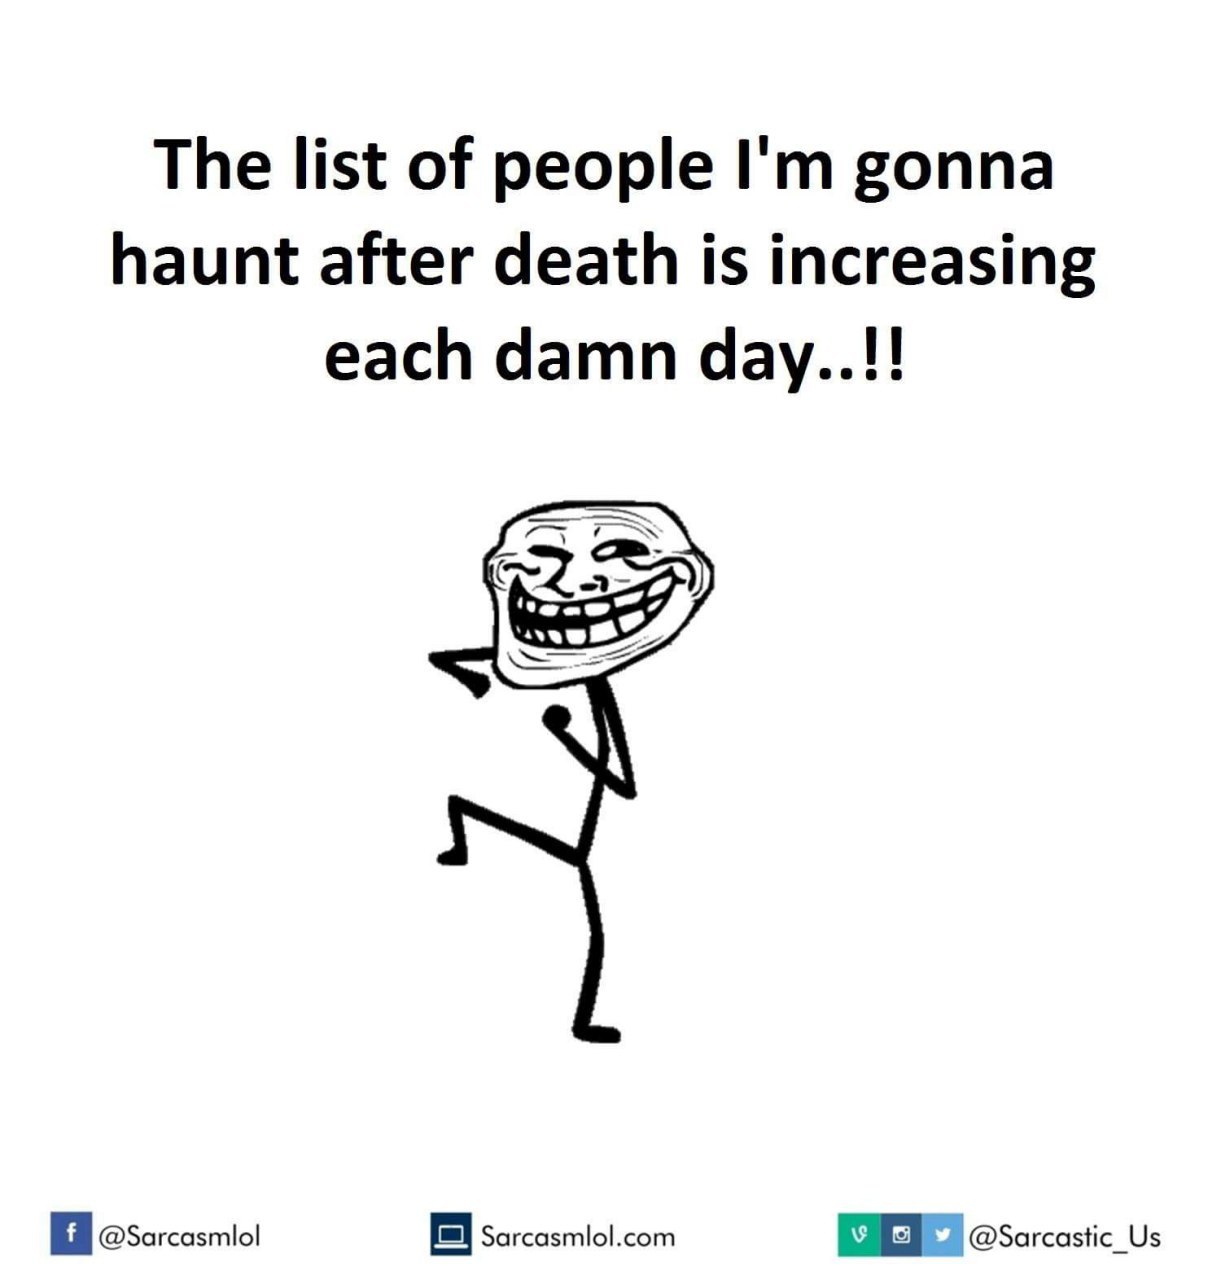 The list of people I'm gonna
haunt after death is increasing
each damn day..!!
@Sarcasmlol
Sarcasmlol.com
@Sarcastic_Us